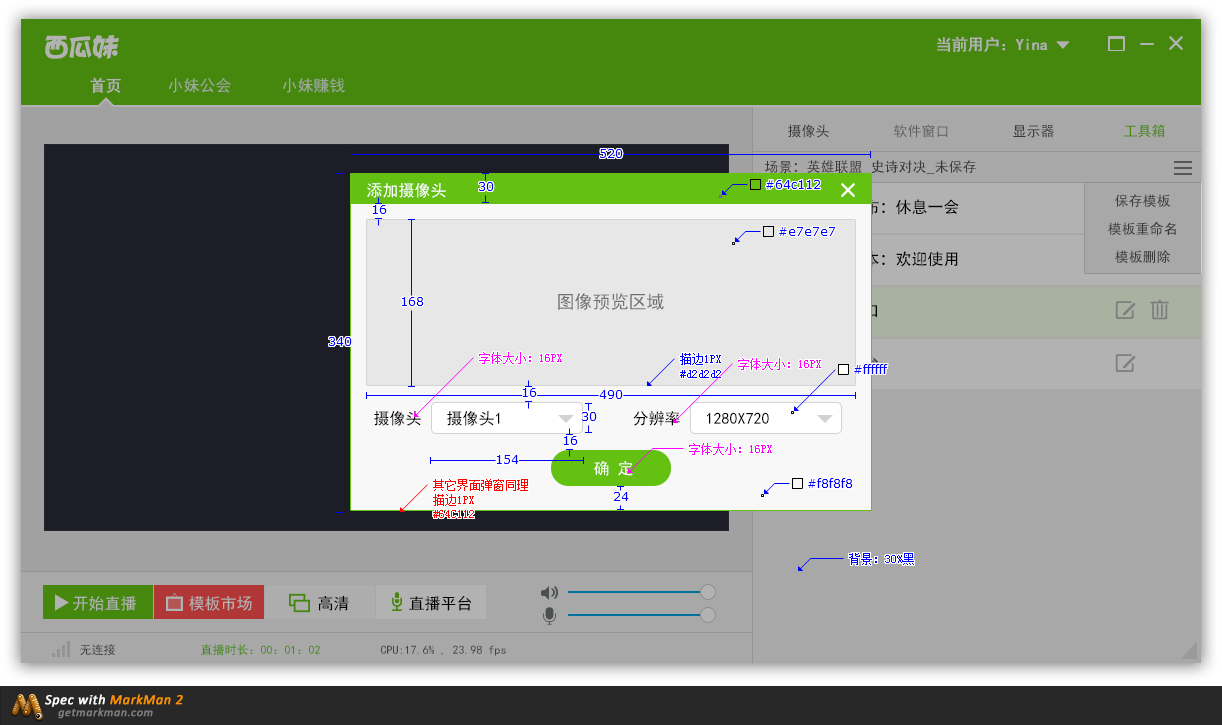 西瓜妹
当前用户：Yina
首页
小妹公会
小妹赚钱
摄像头
软件窗口
显示器
工具箱
520
场景：英雄联盟_史诗对决_未保存
添加摄像头
30
#64c112
保存模板
16
布：休息一会
#e7e7e7
模板重命名
本：欢迎使用
模板删除
168
图像预览区域
340
字体大小：16PX
描边1PX
#d2d2d2
字体大小：16PX
#ffffff
16
490
摄像头
摄像头1
30
分辨率
1280X720
16
字体大小：16PX
154
确 定
其它界面弹窗同理
描边1PX
#64C112
24
#f8f8f8
背景：30%黑
开始直播
模板市场
高清
直播平台
无连接
直播时长：00：01：02
CPU:17.6% , 23.98 fps
Spec with MarkMan 2
getmarkman.com